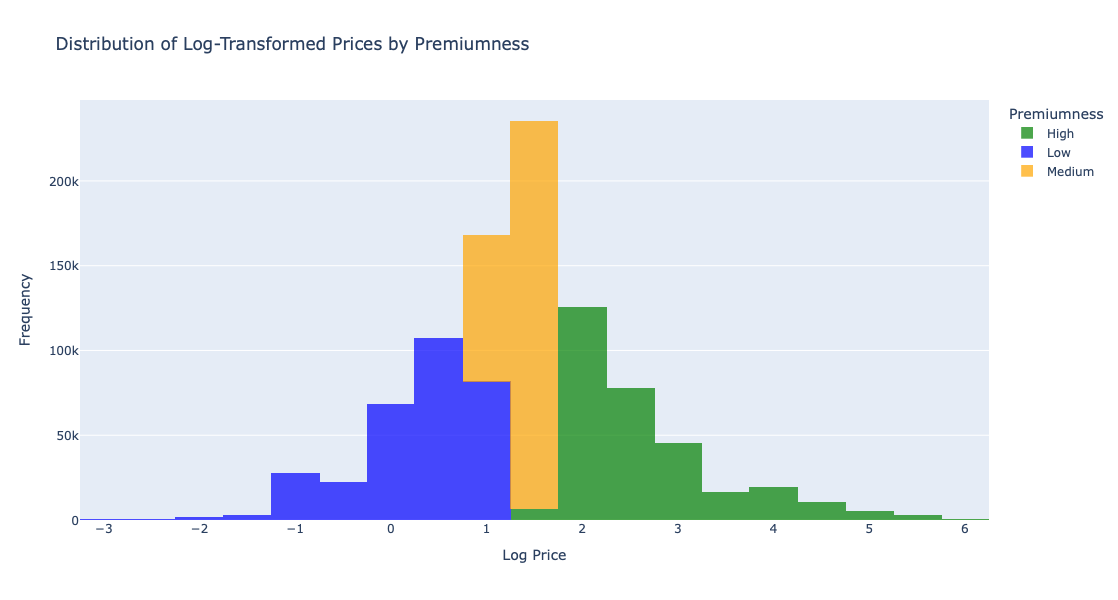 Distribution of Log-Transformed Prices by Premiumness
Premiumness
High
Low
Medium
Frequency
200k
150k
100k
50k
0
−3
−2
−1
0
1
2
3
4
5
6
Log Price